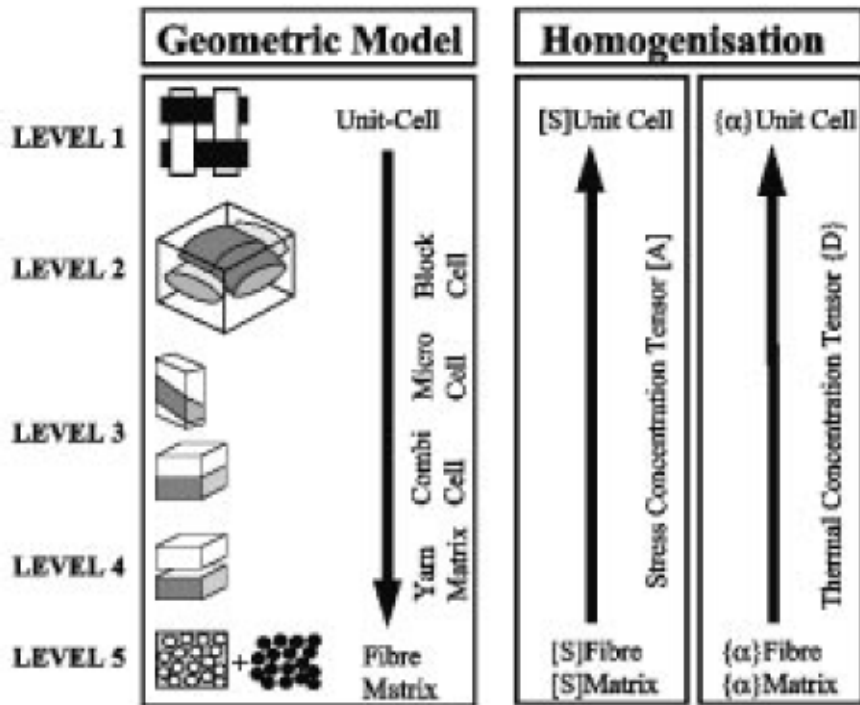 Geometric Model
Homogenisation
LEVEL 1
Unit-Cell
[S]Unit Cell
{α}Unit Cell
LEVEL 2
Block
Cell
LEVEL 3
Micro
Cell
Combi
Cell
LEVEL 4
Yarn
Matrix
Stress Concentration Tensor [A]
Thermal Concentration Tensor {D}
LEVEL 5
+
Fibre
Matrix
[S]Fibre
[S]Matrix
{α}Fibre
{α}Matrix